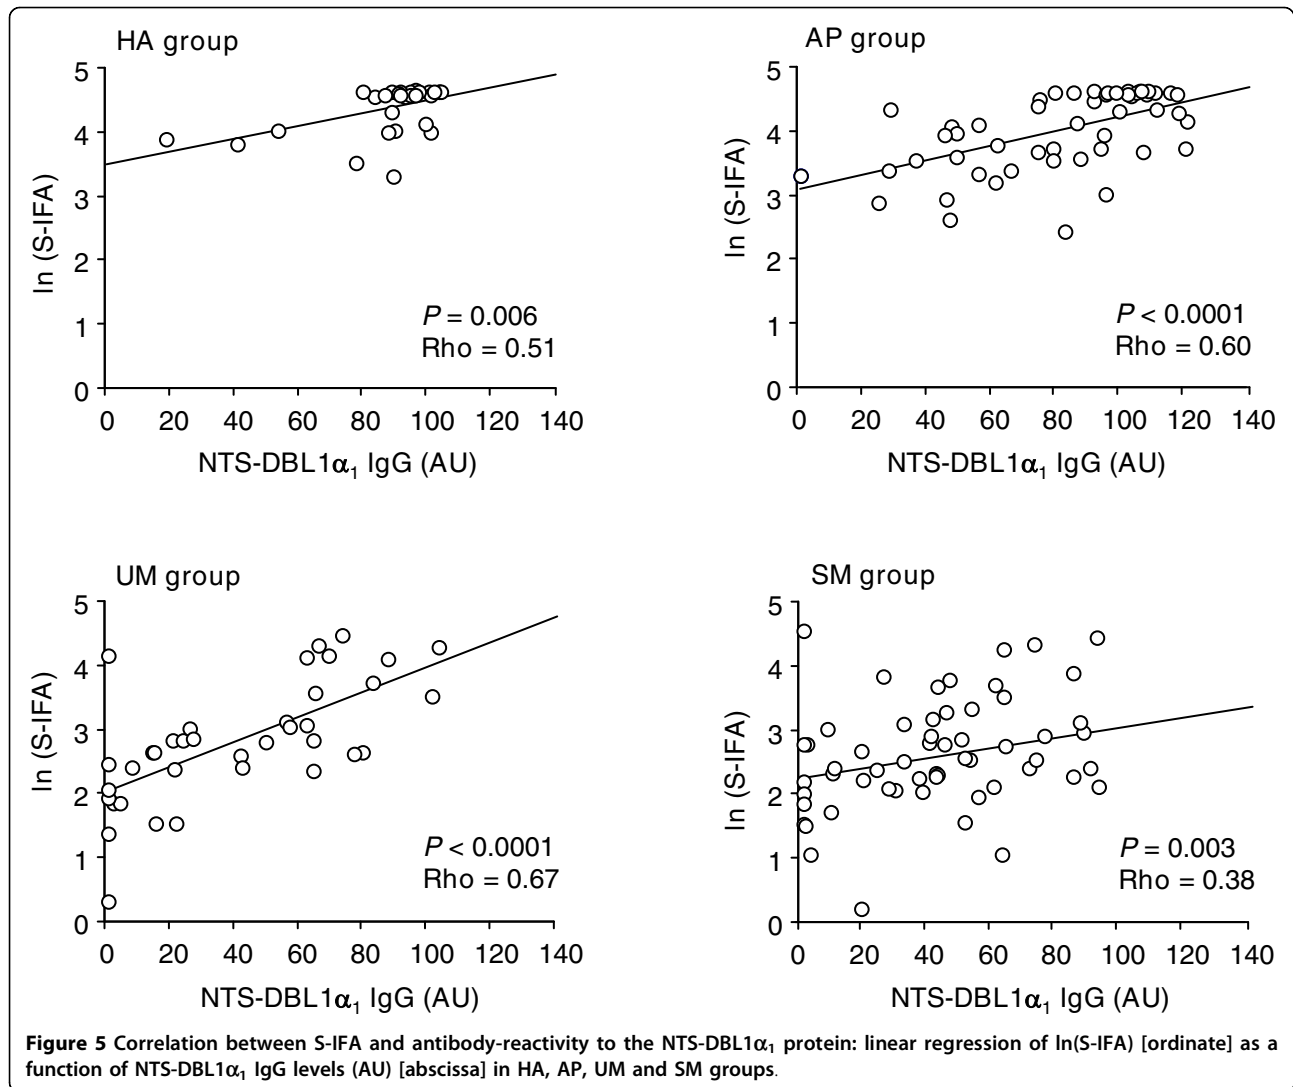 HA group
5
4
3
2
1
0
ln (S-IFA)
P = 0.006
Rho = 0.51
0 20 40 60 80 100 120 140
NTS-DBL1α1 IgG (AU)
AP group
5
4
3
2
1
0
ln (S-IFA)
P < 0.0001
Rho = 0.60
0 20 40 60 80 100 120 140
NTS-DBL1α1 IgG (AU)
UM group
5
4
3
2
1
0
ln (S-IFA)
P < 0.0001
Rho = 0.67
0 20 40 60 80 100 120 140
NTS-DBL1α1 IgG (AU)
SM group
5
4
3
2
1
0
ln (S-IFA)
P = 0.003
Rho = 0.38
0 20 40 60 80 100 120 140
NTS-DBL1α1 IgG (AU)
Figure 5 Correlation between S-IFA and antibody-reactivity to the NTS-DBL1α1 protein: linear regression of ln(S-IFA) [ordinate] as a
function of NTS-DBL1α1 IgG levels (AU) [abscissa] in HA, AP, UM and SM groups.